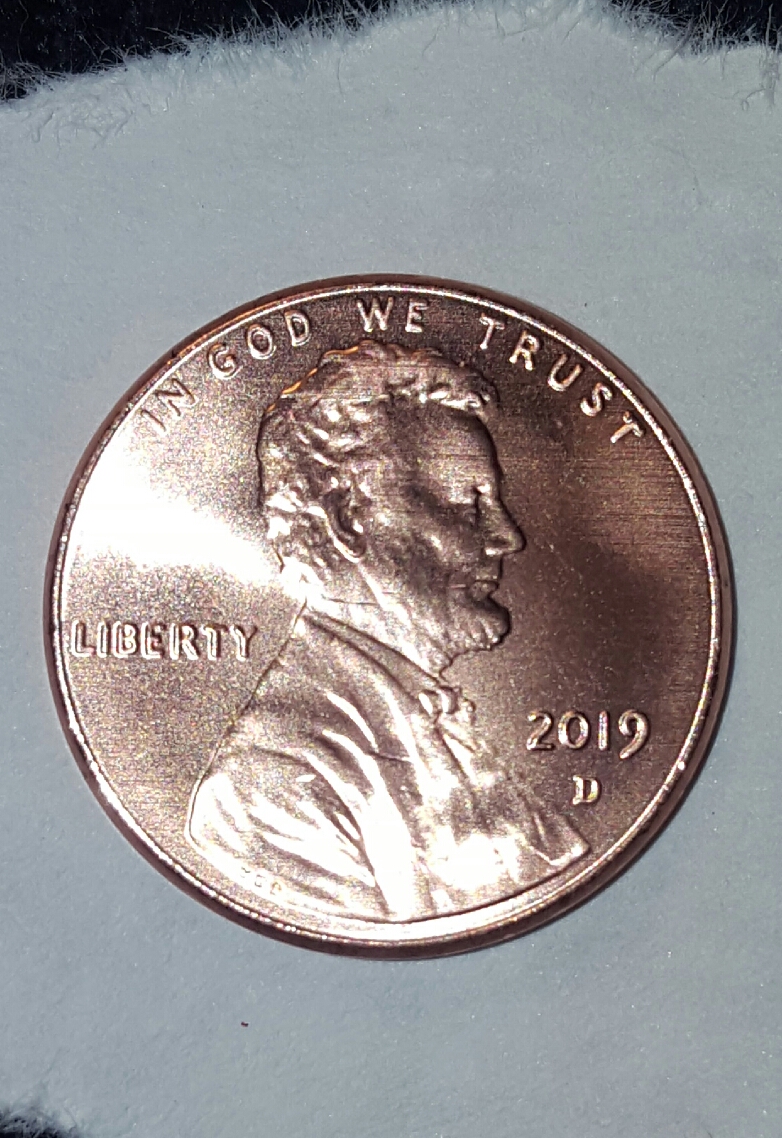 IN GOD WE TRUST
LIBERTY
2019
D